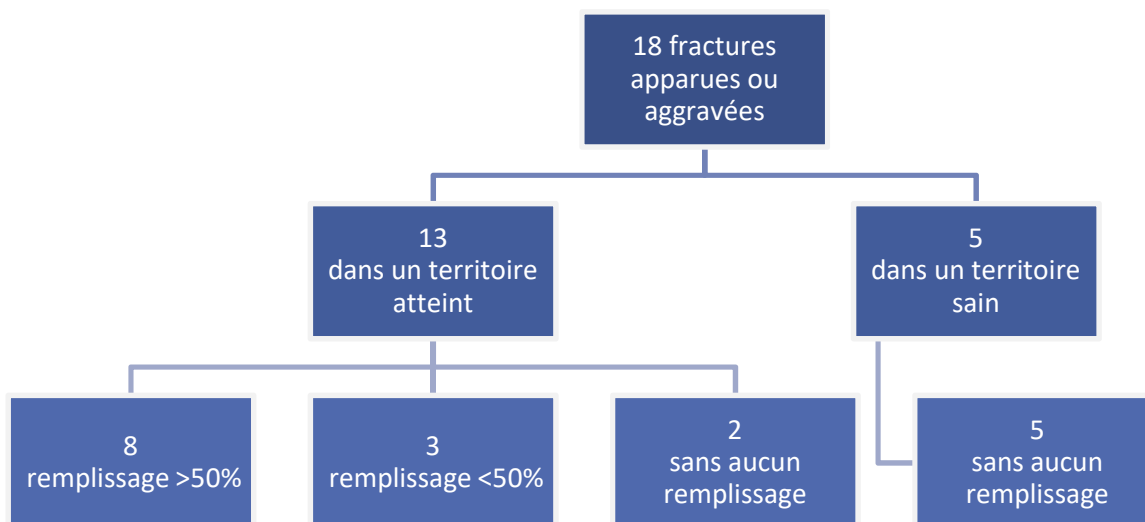 18 fractures
apparues ou
aggravées
13
dans un territoire
atteint
5
dans un territoire
sain
8
remplissage >50%
3
remplissage <50%
2
sans aucun
remplissage
5
sans aucun
remplissage